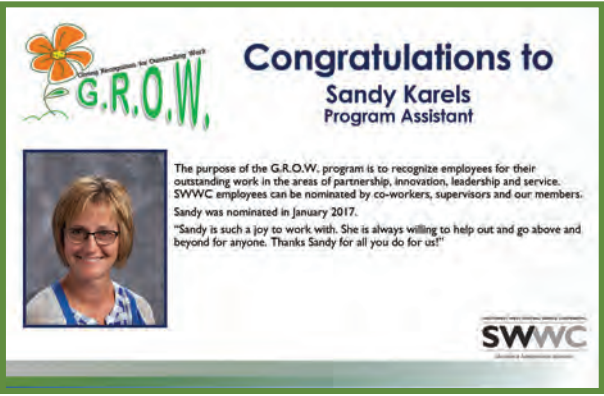 Giving Recognition for Outstanding Work
G.R.O.W.
Congratulations to
Sandy Karels
Program Assistant
The purpose of the G.R.O.W. program is to recognize employees for their
outstanding work in the areas of partnership, innovation, leadership and service.
SWWC employees can be nominated by co-workers, supervisors and our members.
Sandy was nominated in January 2017.
"Sandy is such a joy to work with. She is always willing to help out and go above and
beyond for anyone. Thanks Sandy for all you do for us!"
SWWC